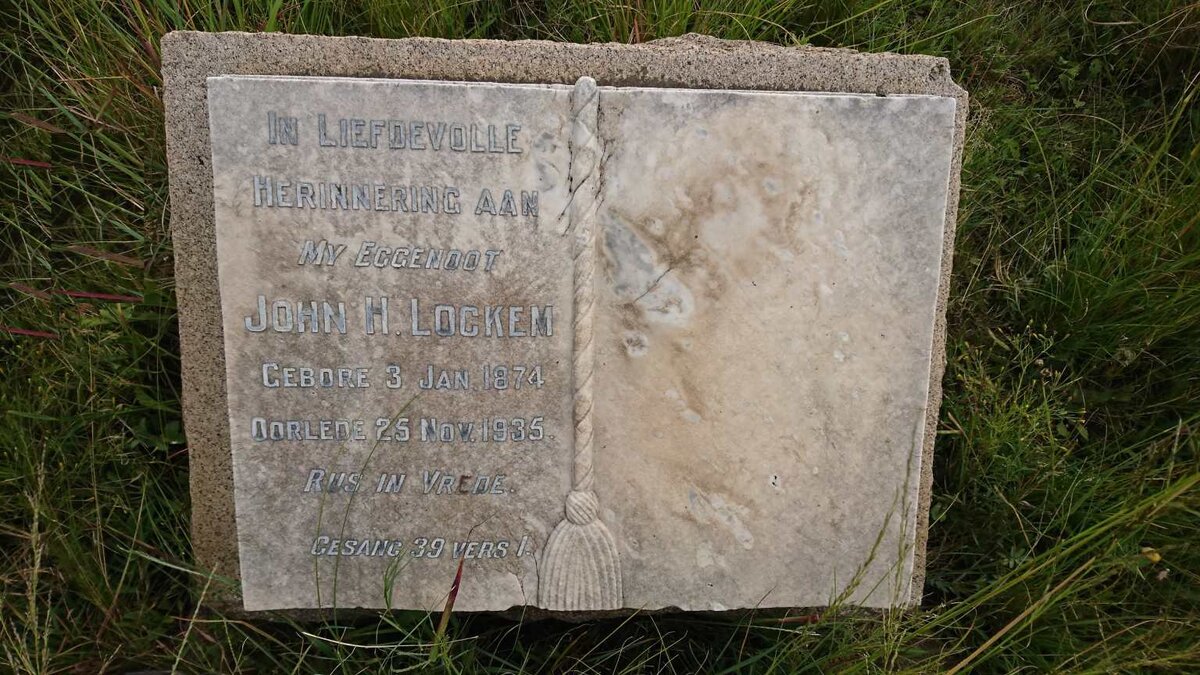 IN LIEFDEVOLLE
HERINNERING AAN
MY EGGENOOT
JOHN H. LOCKEM
GEBORE 3 JAN. 1874
OORLEDE 25 NOV. 1935.
RUS IN VREDE.
GESANG 39 VERS 1.